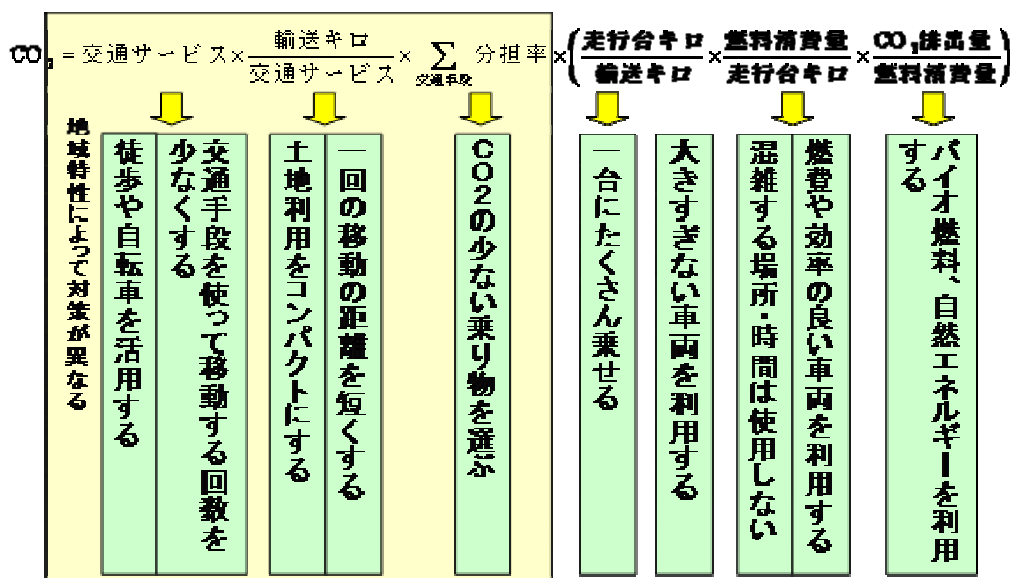 CO₂ = 交通サービス × 輸送キロ / 交通サービス × ∑ 交通手段 分担率 × ( 走行台キロ / 輸送キロ × 燃料消費量 / 走行台キロ × CO₂排出量 / 燃料消費量 )
地域特性によって対策が異なる
交通手段を使って移動する回数を
少なくする
徒歩や自転車を活用する
一回の移動の距離を短くする
土地利用をコンパクトにする
CO2の少ない乗り物を選ぶ
一台にたくさん乗せる
大きすぎない車両を利用する
燃費や効率の良い車両を利用する
混雑する場所・時間は使用しない
バイオ燃料、自然エネルギーを利用
する